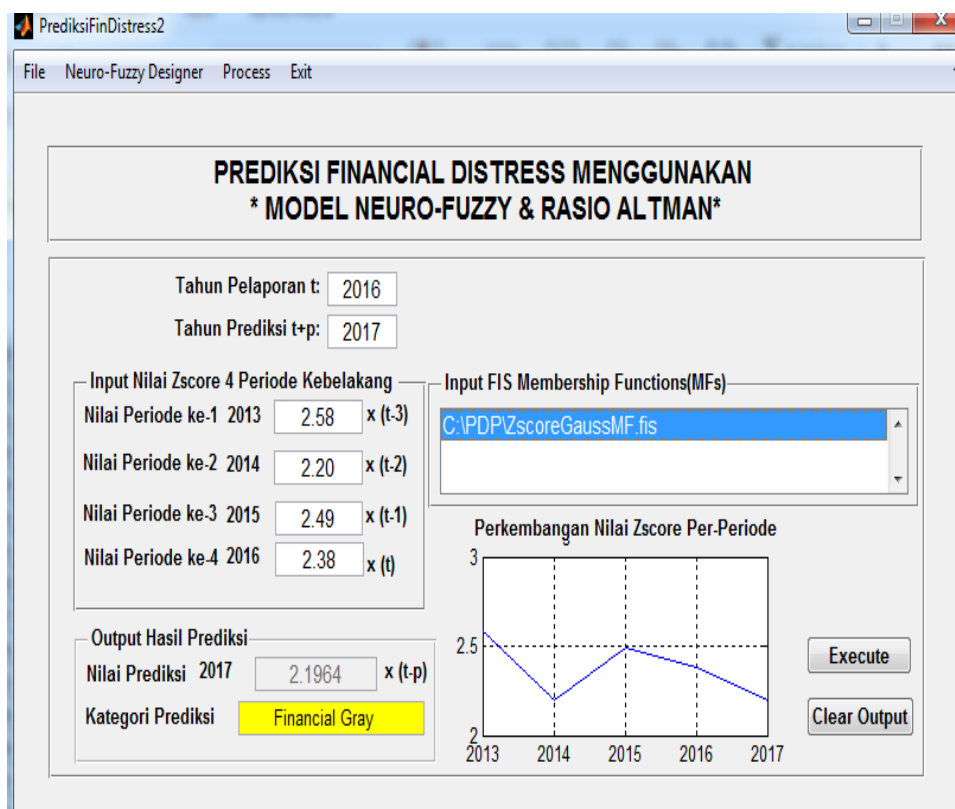 PrediksiFinDistress2
File Neuro-Fuzzy Designer Process Exit
PREDIKSI FINANCIAL DISTRESS MENGGUNAKAN
* MODEL NEURO-FUZZY & RASIO ALTMAN*
Tahun Pelaporan t: 2016
Tahun Prediksi t+p: 2017
Input Nilai Zscore 4 Periode Kebelakang
Nilai Periode ke-1 2013 2.58 x (t-3)
Nilai Periode ke-2 2014 2.20 x (t-2)
Nilai Periode ke-3 2015 2.49 x (t-1)
Nilai Periode ke-4 2016 2.38 x (t)
Input FIS Membership Functions(MFs)
C:\PDP\ZscoreGaussMF.fis
Perkembangan Nilai Zscore Per-Periode
3
2.5
2
2013 2014 2015 2016 2017
Output Hasil Prediksi
Nilai Prediksi 2017 2.1964 x (t-p)
Kategori Prediksi Financial Gray
Execute
Clear Output